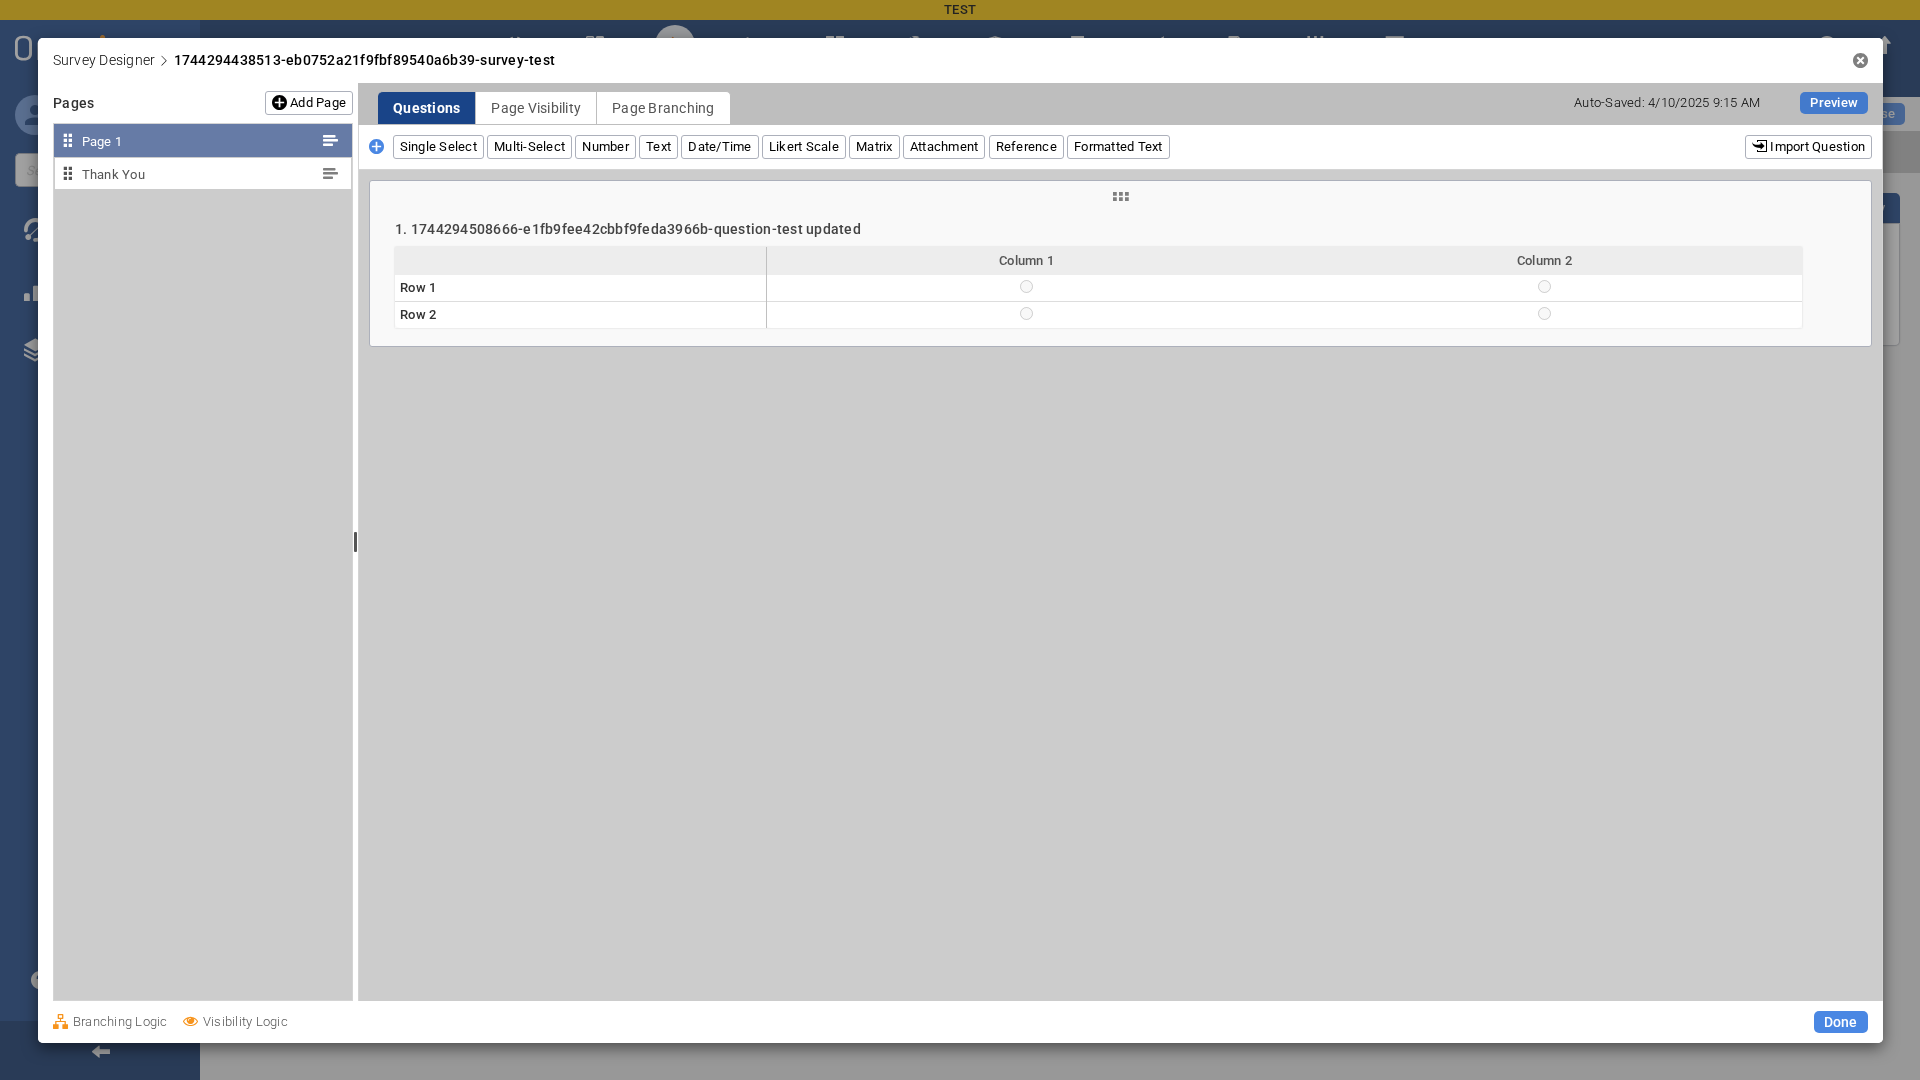 TEST
Survey Designer > 1744294438513-eb0752a21f9fbf89540a6b39-survey-test
Pages
Add Page
Page 1
Thank You
Questions
Page Visibility
Page Branching
Auto-Saved: 4/10/2025 9:15 AM
Preview
Single Select
Multi-Select
Number
Text
Date/Time
Likert Scale
Matrix
Attachment
Reference
Formatted Text
Import Question
1. 1744294508666-e1fb9fee42cbbf9feda3966b-question-test updated
Column 1
Column 2
Row 1
Row 2
Branching Logic
Visibility Logic
Done